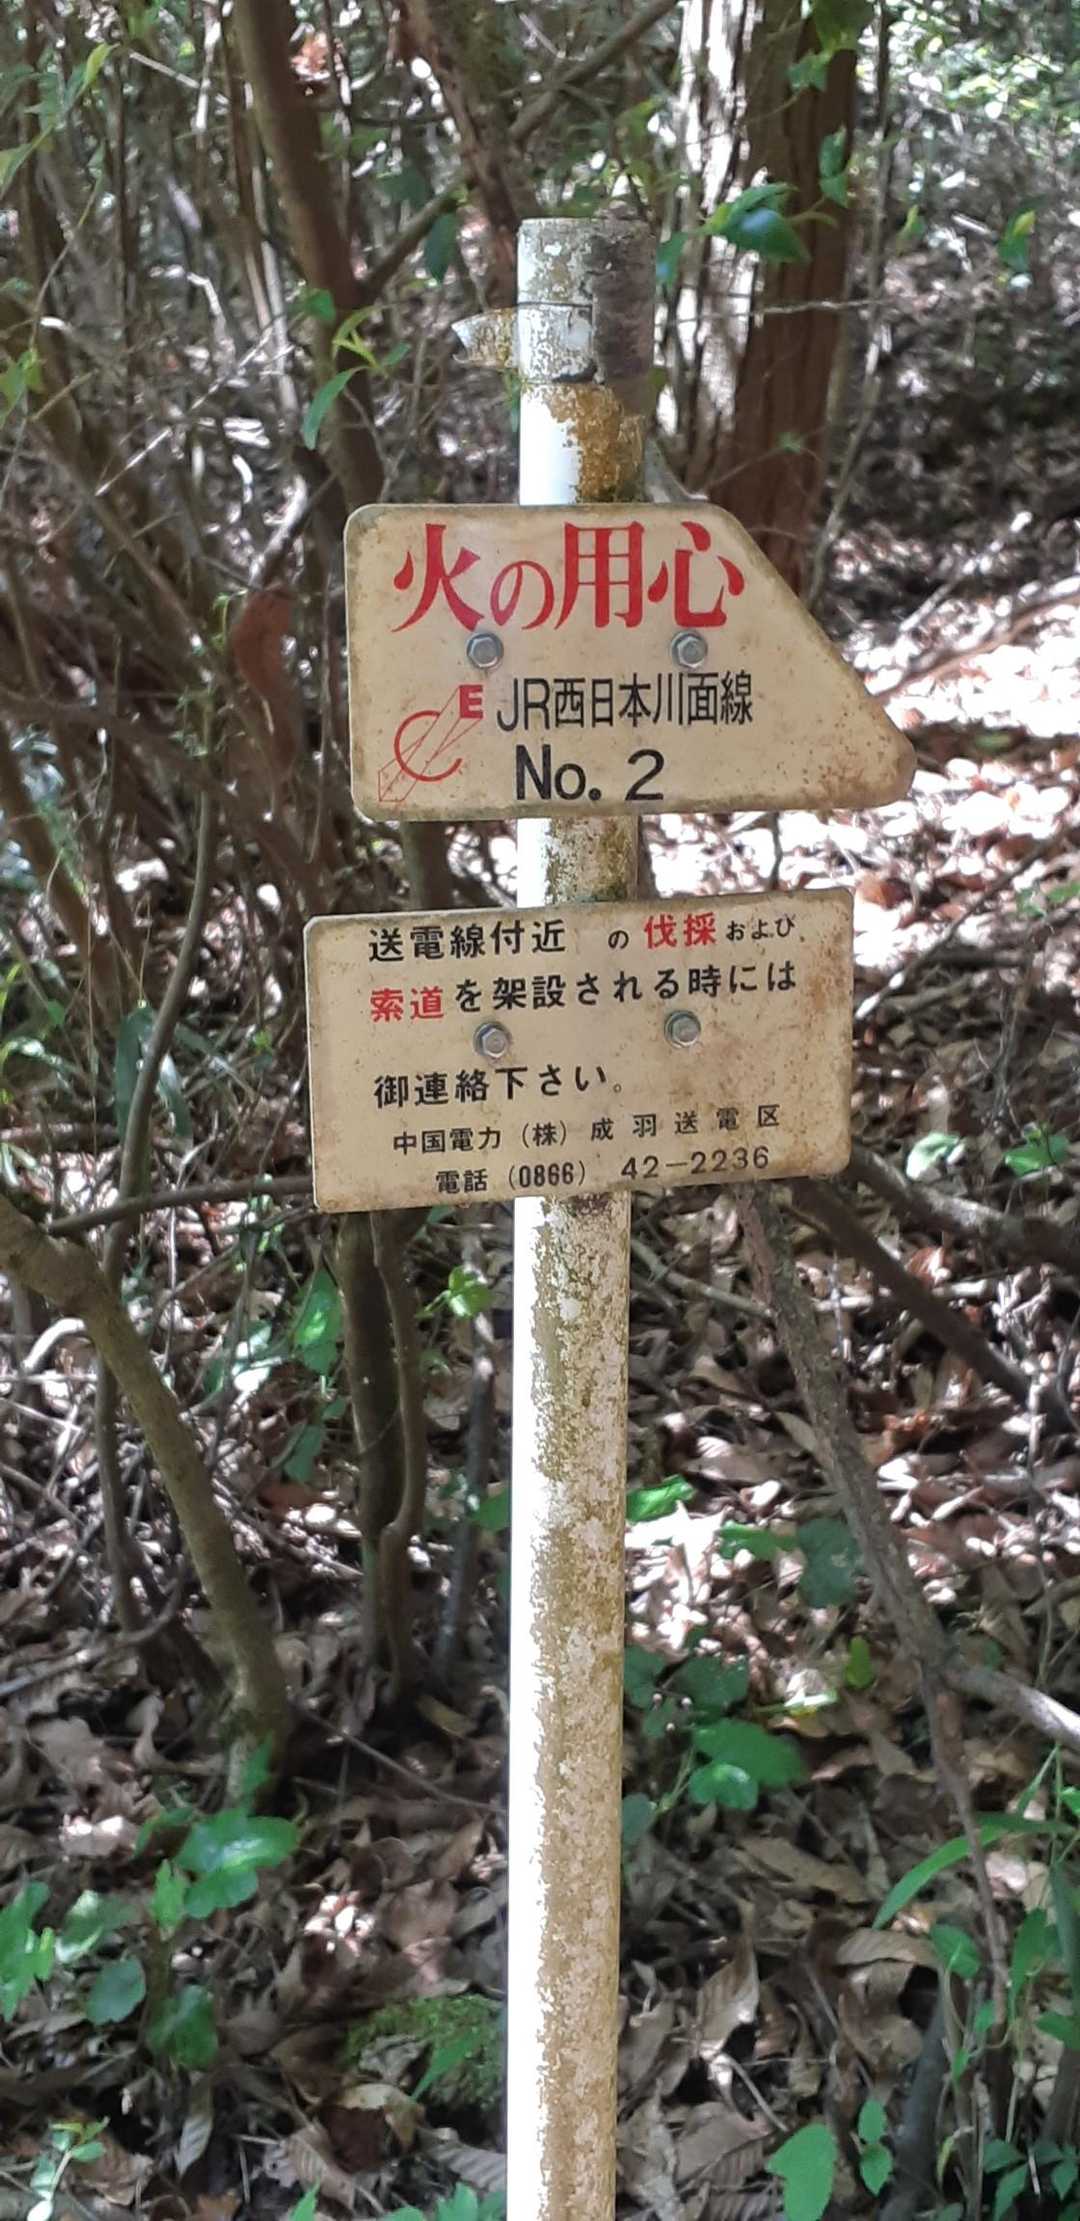 火の用心
E JR西日本川面線
No. 2
送電線付近 の 伐採 および
索道を架設される時には
御連絡下さい。
中国電力（株）成羽送電区
電話（0866） 42－2236